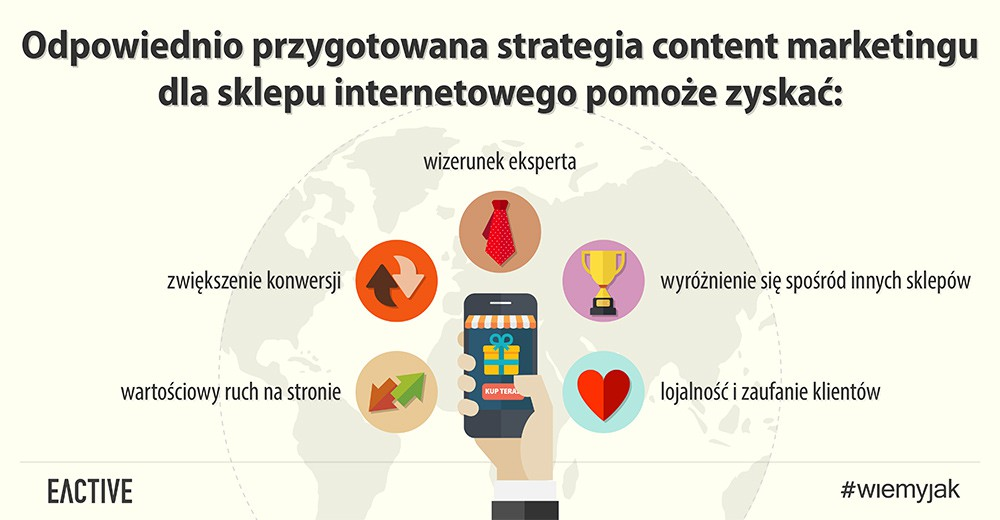 Odpowiednio przygotowana strategia content marketingu
dla sklepu internetowego pomoże zyskać:
wizerunek eksperta
zwiększenie konwersji
wyróżnienie się spośród innych sklepów
wartościowy ruch na stronie
lojalność i zaufanie klientów
KUP TERAZ
EACTIVE
#wiemyjak